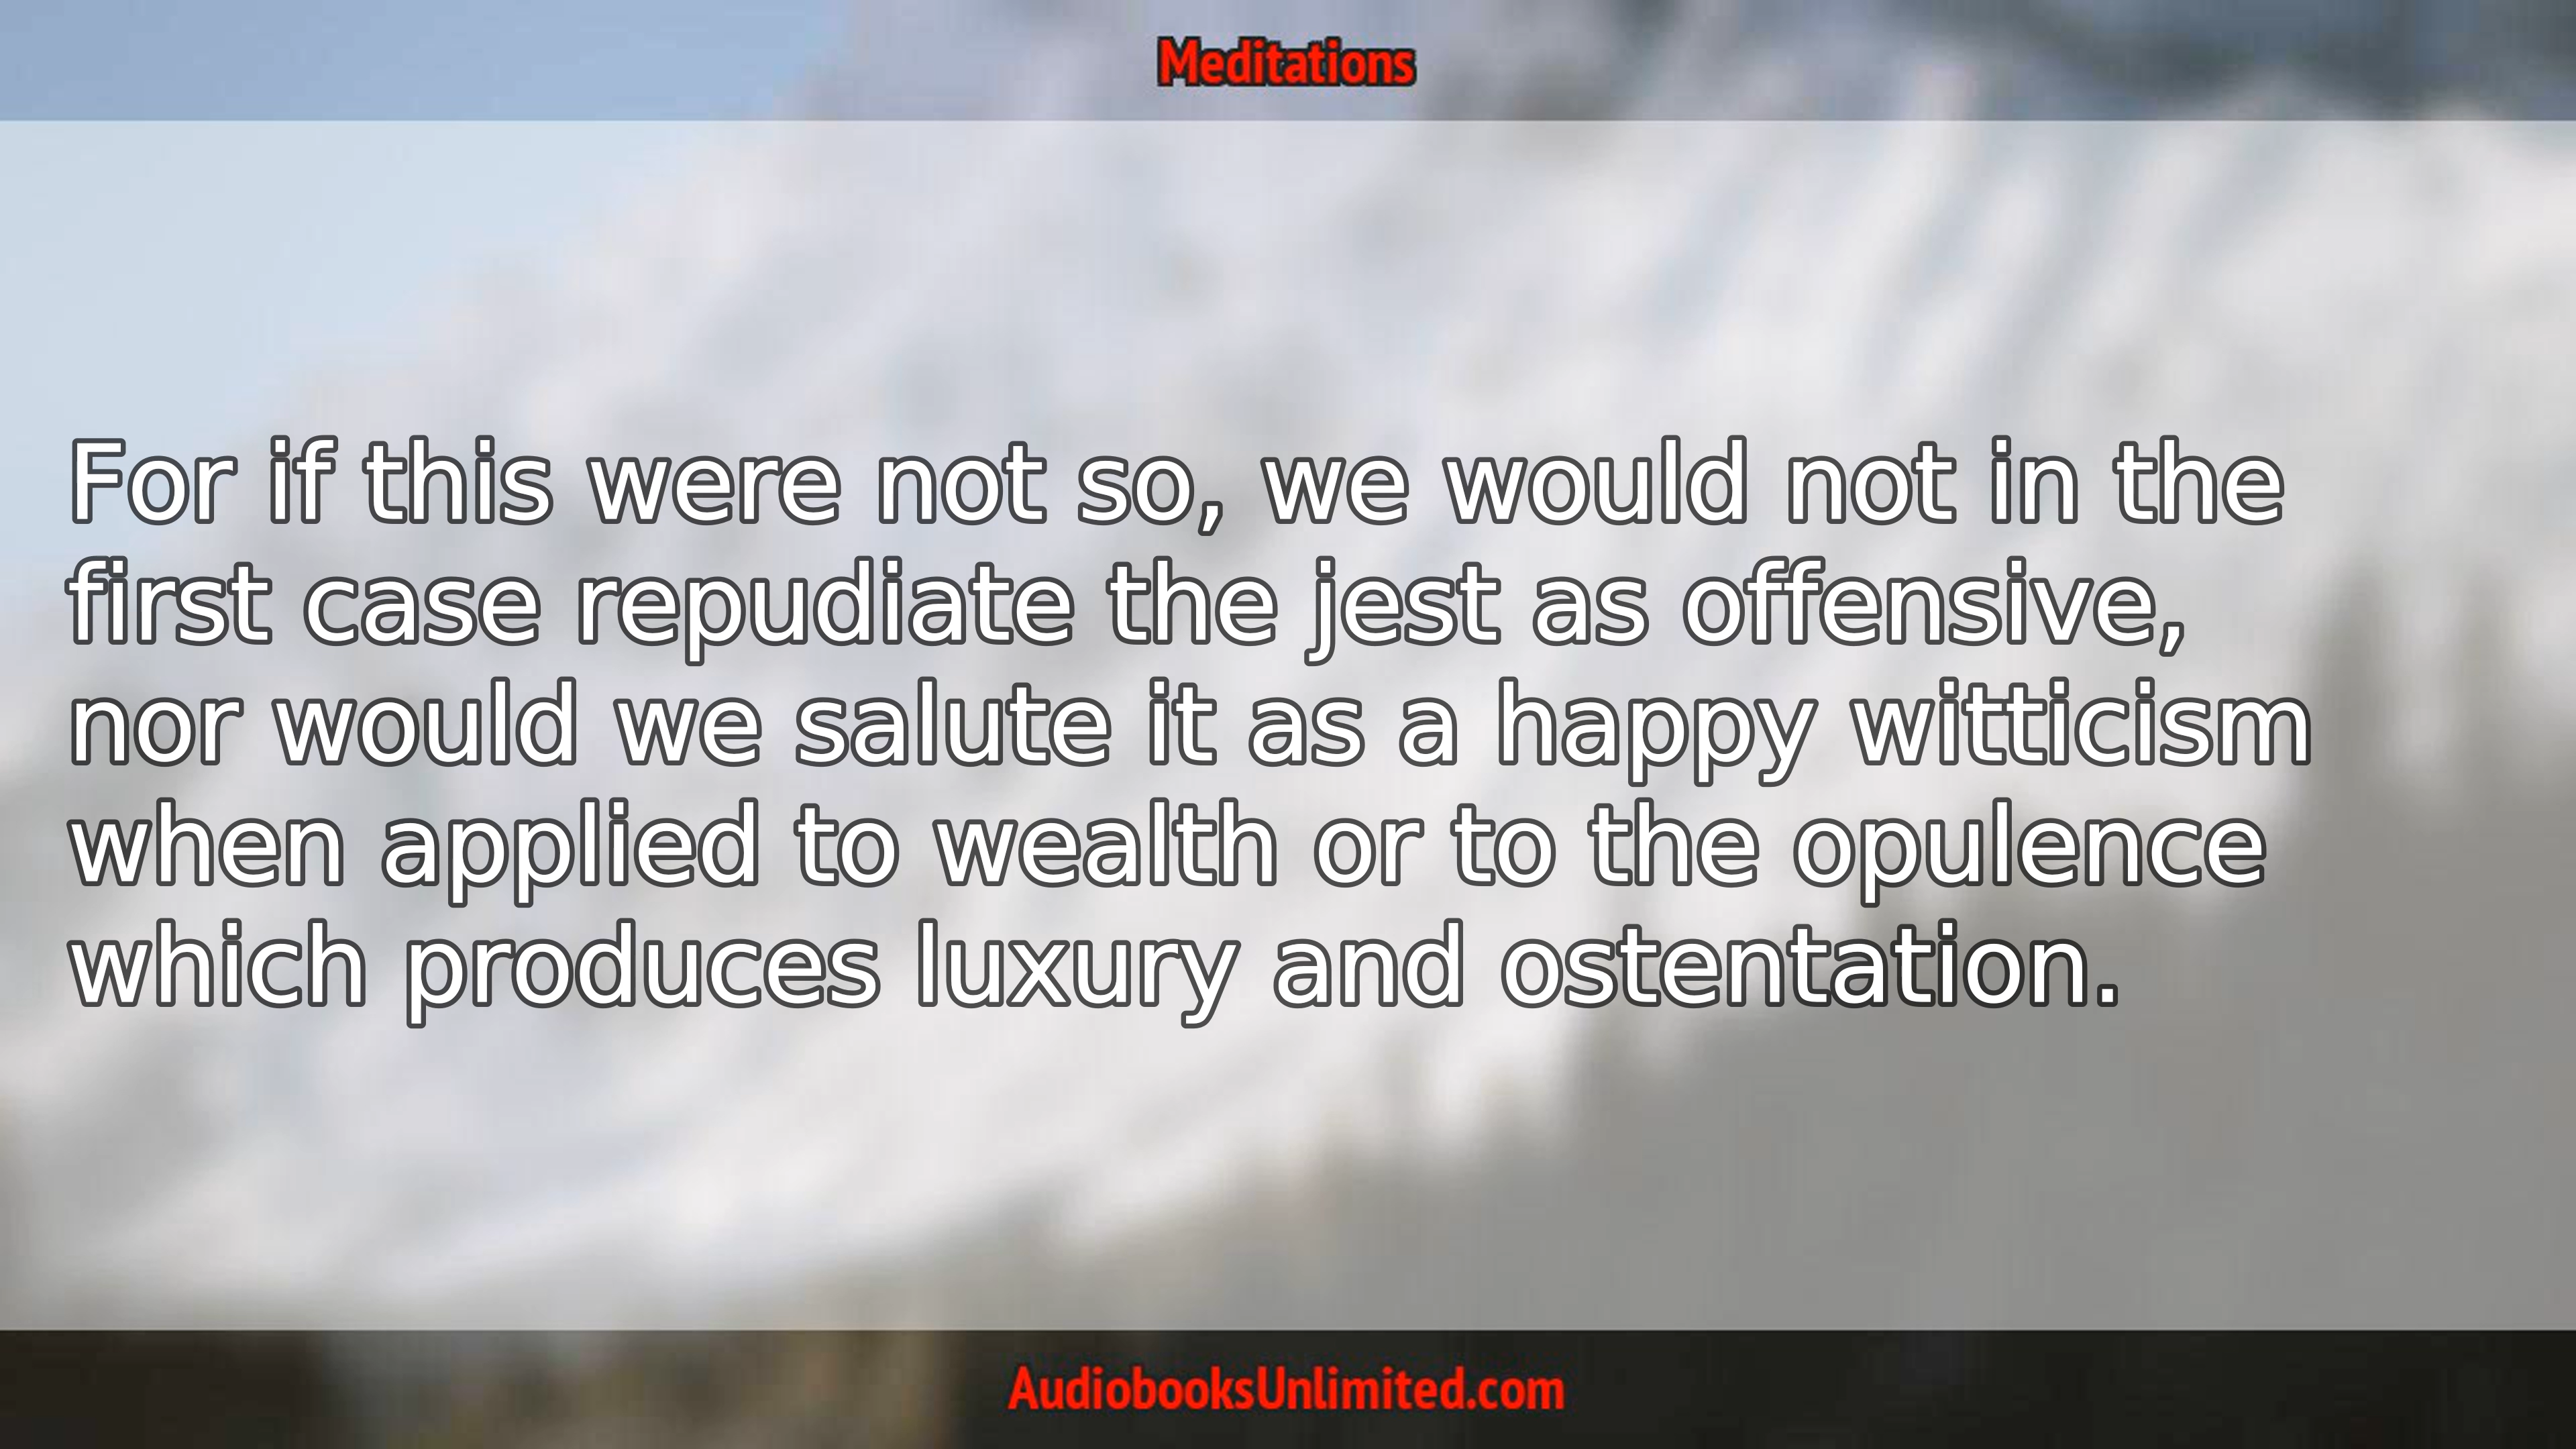 Meditations
For if this were not so, we would not in the
first case repudiate the jest as offensive,
nor would we salute it as a happy witticism
when applied to wealth or to the opulence
which produces luxury and ostentation.
AudiobooksUnlimited.com